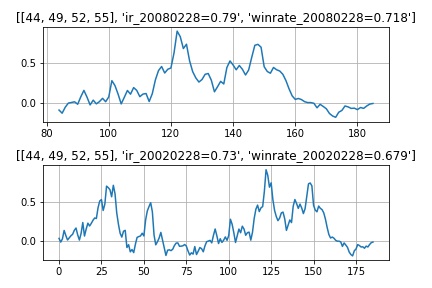 [[44, 49, 52, 55], 'ir_20080228=0.79', 'winrate_20080228=0.718']
0.5
0.0
80 100 120 140 160 180
[[44, 49, 52, 55], 'ir_20020228=0.73', 'winrate_20020228=0.679']
0.5
0.0
0 25 50 75 100 125 150 175